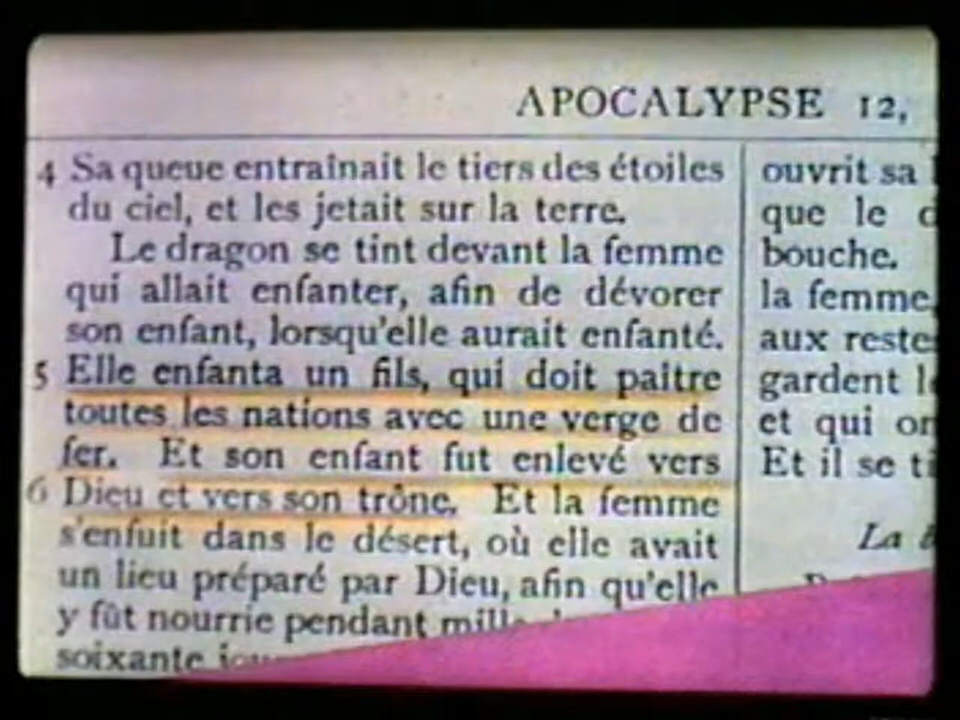 APOCALYPSE 12,
4 Sa queue entraînait le tiers des étoiles
du ciel, et les jetait sur la terre.
Le dragon se tint devant la femme
qui allait enfanter, afin de dévorer
son enfant, lorsqu'elle aurait enfanté.
5 Elle enfanta un fils, qui doit paitre
toutes les nations avec une verge de
fer. Et son enfant fut enlevé vers
6 Dieu et vers son trône. Et la femme
s'enfuit dans le désert, où elle avait
un lieu préparé par Dieu, afin qu'elle
y fût nourrie pendant
soixante
ouvrit sa
que le
bouche.
la femme,
aux
gardent
et qui
Et il se
La